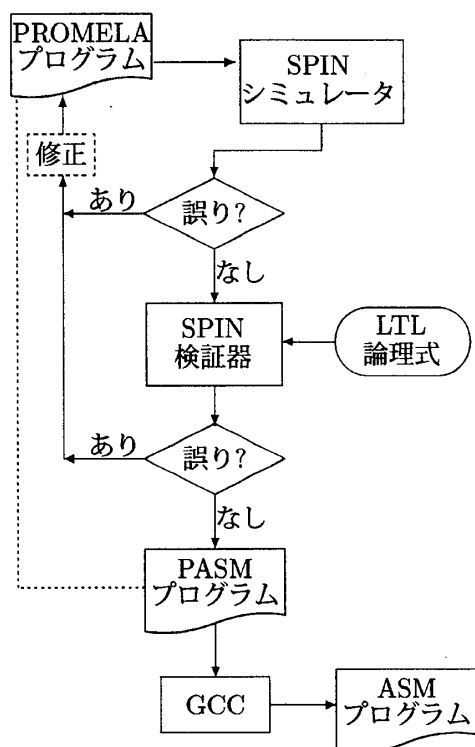 PROMELA
プログラム
SPIN
シミュレータ
修正
あり
誤り?
なし
SPIN
検証器
LTL
論理式
あり
誤り?
なし
PASM
プログラム
GCC
ASM
プログラム